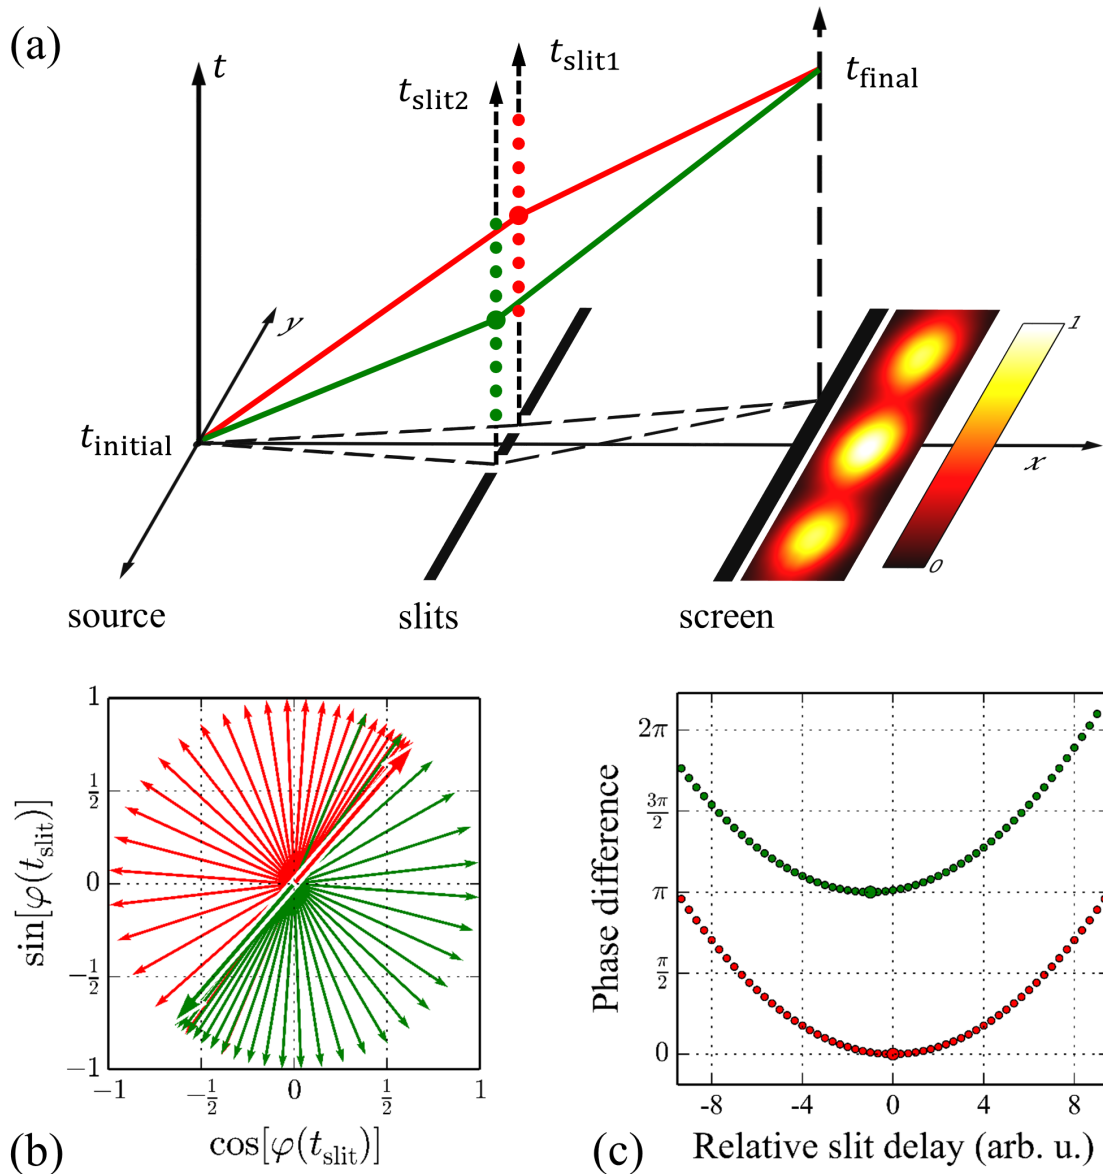 (a)
t
t_slit2
t_slit1
t_final
y
t_initial
x
1
0
source
slits
screen
(b)
sin[φ(t_slit)]
1
1/2
0
−1/2
−1
−1
−1/2
0
1/2
1
cos[φ(t_slit)]
(c)
Phase difference
2π
3π/2
π
π/2
0
-8
-4
0
4
8
Relative slit delay (arb. u.)